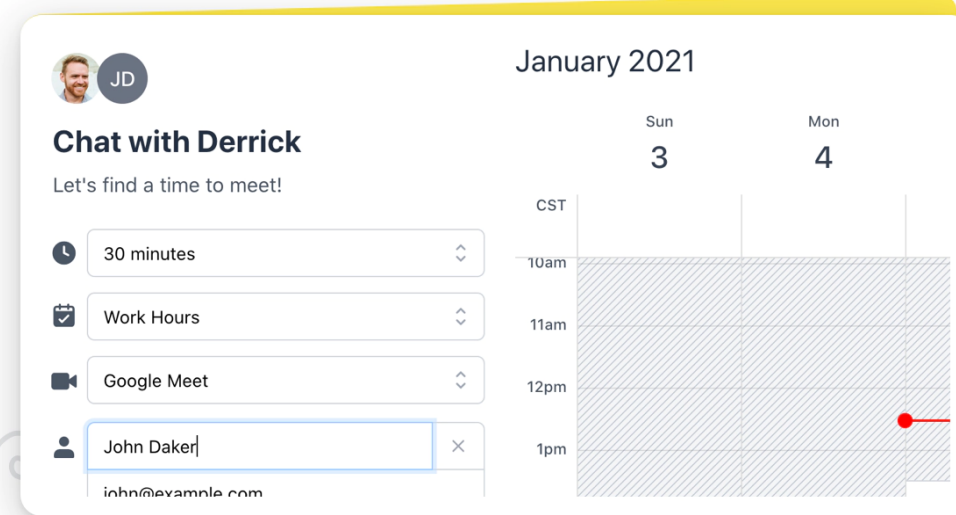 JD
Chat with Derrick
Let's find a time to meet!
30 minutes
Work Hours
Google Meet
John Daker
john@example.com
January 2021
Sun
Mon
3
4
CST
10am
11am
12pm
1pm